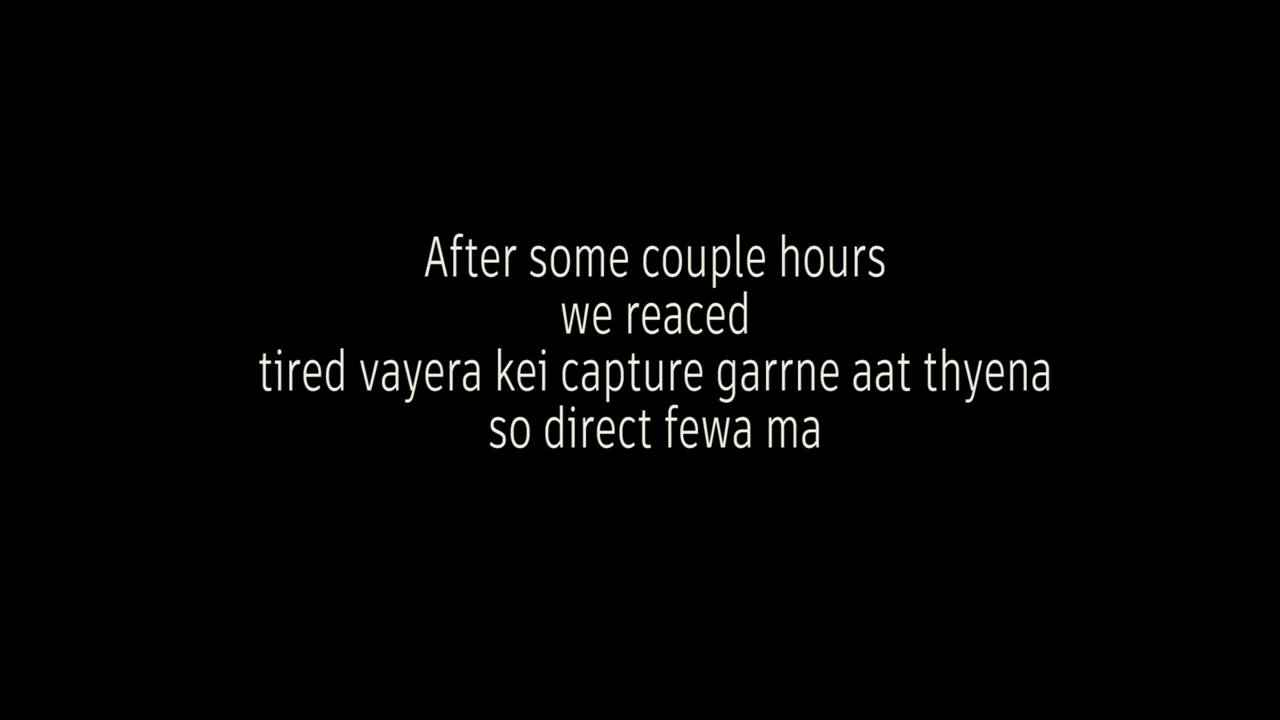 After some couple hours
we reaced
tired vayera kei capture garrne aat thyena
so direct fewa ma